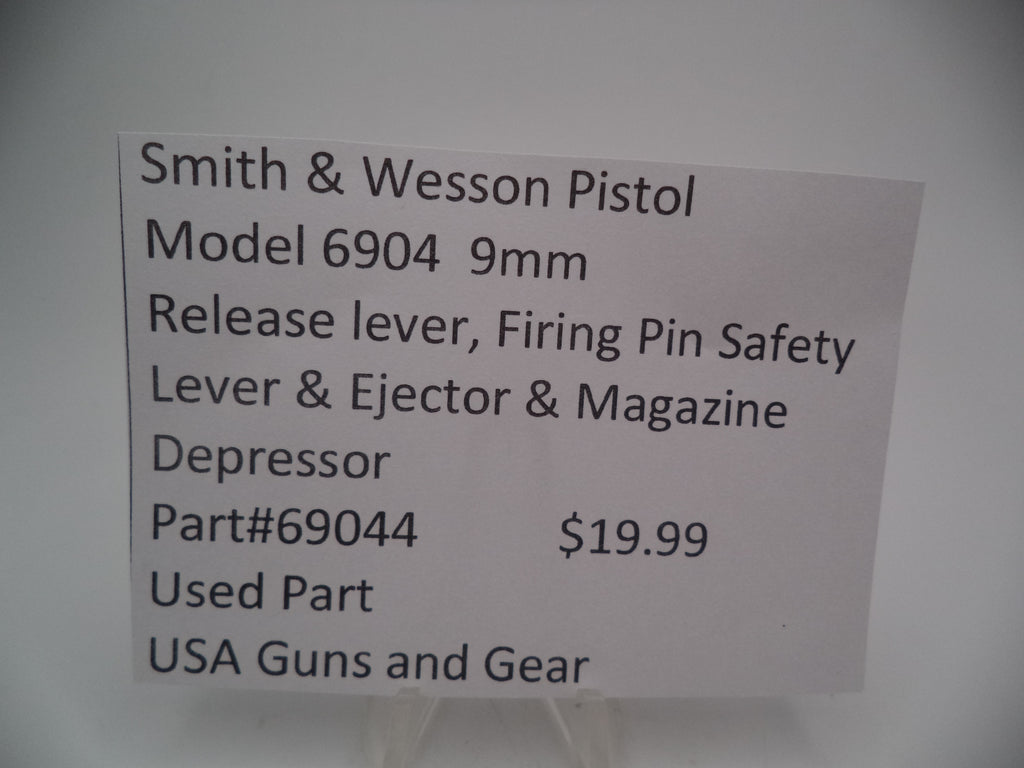 Smith & Wesson Pistol
Model 6904 9mm
Release lever, Firing Pin Safety
Lever & Ejector & Magazine
Depressor
Part#69044 $19.99
Used Part
USA Guns and Gear